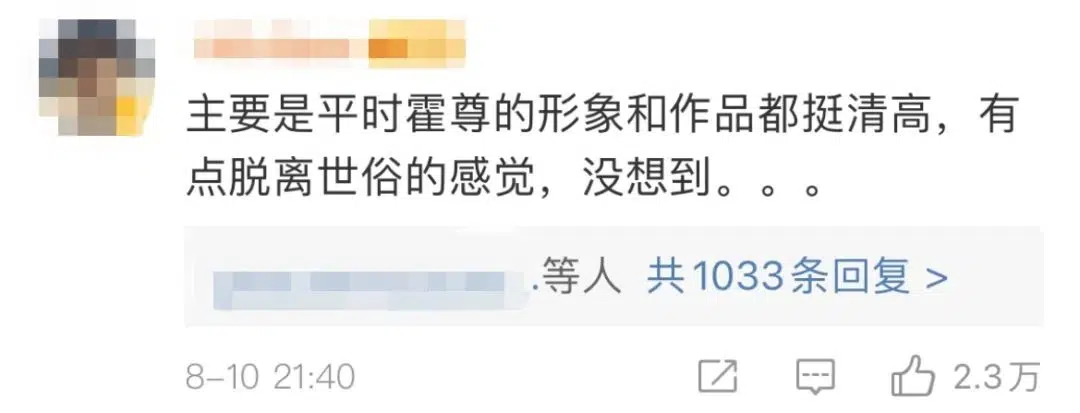 主要是平时霍尊的形象和作品都挺清高，有
点脱离世俗的感觉，没想到。。。
.等人 共1033条回复 >
8-10 21:40 2.3万